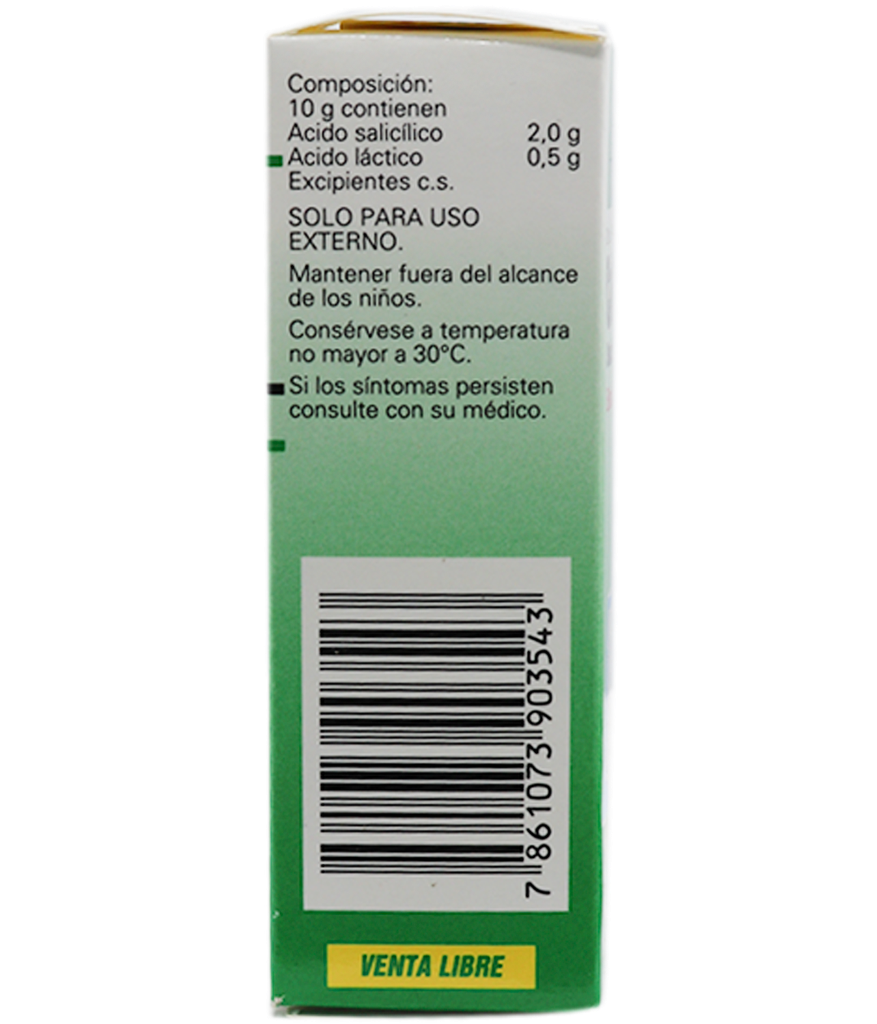 Composición:
10 g contienen
Acido salicílico 2,0 g
Acido láctico 0,5 g
Excipientes c.s.
SOLO PARA USO
EXTERNO.
Mantener fuera del alcance
de los niños.
Consérvese a temperatura
no mayor a 30°C.
Si los síntomas persisten
consulte con su médico.
7 861073 903543
VENTA LIBRE